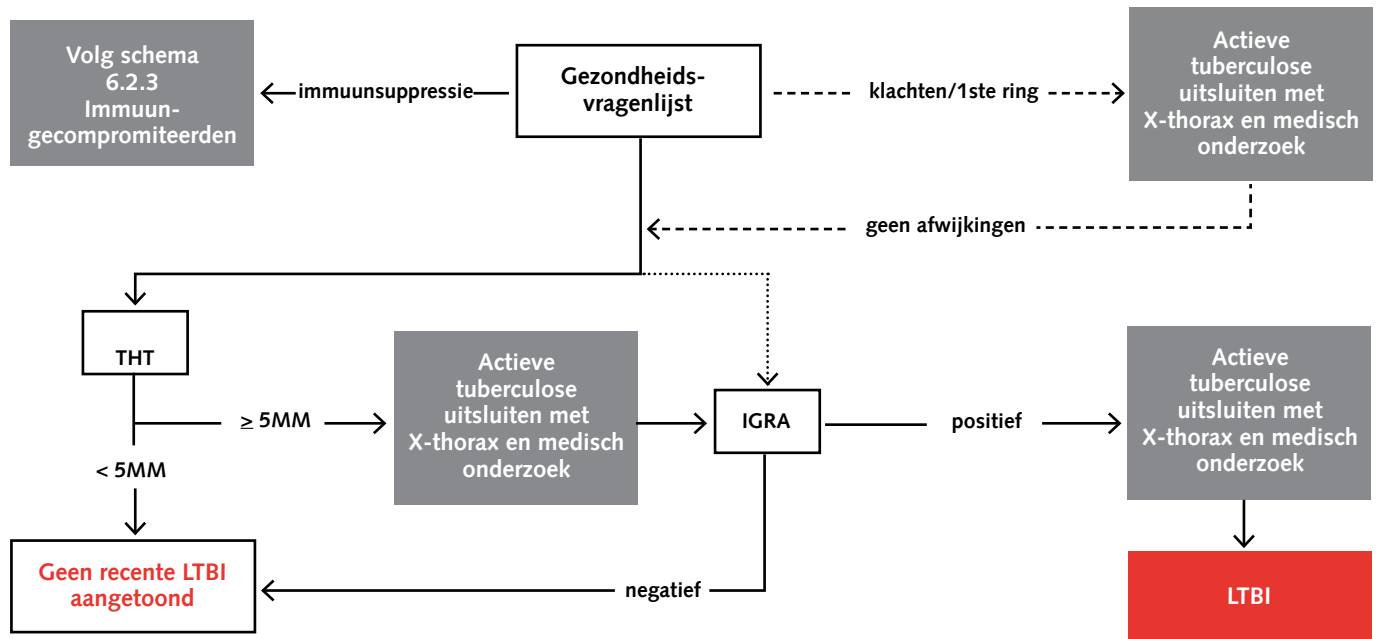 Volg schema
6.2.3
Immuun-
gecompromiteerden
immuunsuppressie
Gezondheids-
vragenlijst
klachten/1ste ring
Actieve
tuberculose
uitsluiten met
X-thorax en medisch
onderzoek
geen afwijkingen
THT
≥ 5MM
< 5MM
Actieve
tuberculose
uitsluiten met
X-thorax en medisch
onderzoek
IGRA
positief
Actieve
tuberculose
uitsluiten met
X-thorax en medisch
onderzoek
Geen recente LTBI
aangetoond
negatief
LTBI